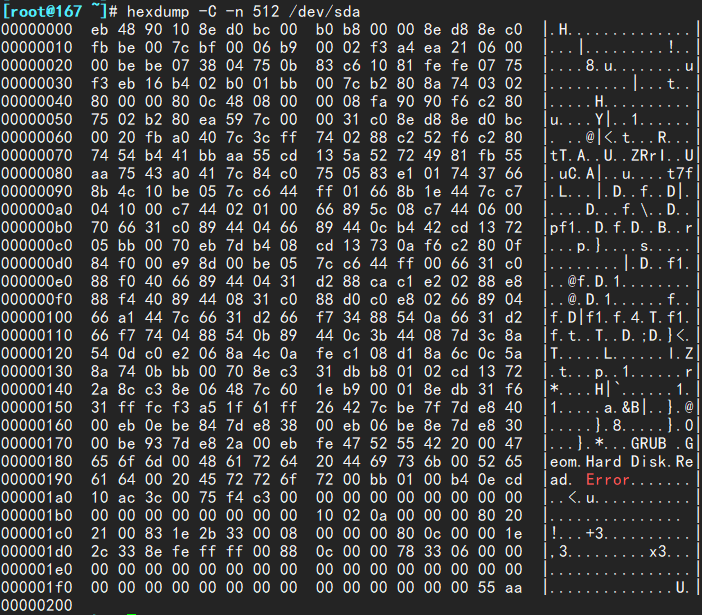 [root@167 ~]# hexdump -C -n 512 /dev/sda
00000000  eb 48 90 10 8e d0 bc 00  b0 b8 00 00 8e d8 8e c0  |.H..............|
00000010  fb be 00 7c bf 00 06 b9  00 02 f3 a4 ea 21 06 00  |...|.........!..|
00000020  00 be be 07 38 04 75 0b  83 c6 10 81 fe fe 07 75  |....8.u........u|
00000030  f3 eb 16 b4 02 b0 01 bb  00 7c b2 80 8a 74 03 02  |.........|...t..|
00000040  80 00 00 80 0c 48 08 00  00 08 fa 90 90 f6 c2 80  |.....H..........|
00000050  75 02 b2 80 ea 59 7c 00  00 31 c0 8e d8 8e d0 bc  |u....Y|..1......|
00000060  00 20 fb a0 40 7c 3c ff  74 02 88 c2 52 f6 c2 80  |. ..@|<.t...R...|
00000070  74 54 b4 41 bb aa 55 cd  13 5a 52 72 49 81 fb 55  |tT.A..U..ZRrI..U|
00000080  aa 75 43 a0 41 7c 84 c0  75 05 83 e1 01 74 37 66  |.uC.A|..u....t7f|
00000090  8b 4c 10 be 05 7c c6 44  ff 01 66 8b 1e 44 7c c7  |.L...|.D..f..D|.|
000000a0  04 10 00 c7 44 02 01 00  66 89 5c 08 c7 44 06 00  |....D...f.\..D..|
000000b0  70 66 31 c0 89 44 04 66  89 44 0c b4 42 cd 13 72  |pf1..D.f.D..B..r|
000000c0  05 bb 00 70 eb 7d b4 08  cd 13 73 0a f6 c2 80 0f  |...p.}....s.....|
000000d0  84 f0 00 e9 8d 00 be 05  7c c6 44 ff 00 66 31 c0  |........|.D..f1.|
000000e0  88 f0 40 66 89 44 04 31  d2 88 ca c1 e2 02 88 e8  |..@f.D.1........|
000000f0  88 f4 40 89 44 08 31 c0  88 d0 c0 e8 02 66 89 04  |..@.D.1......f..|
00000100  66 a1 44 7c 66 31 d2 66  f7 34 88 54 0a 66 31 d2  |f.D|f1.f.4.T.f1.|
00000110  66 f7 74 04 88 54 0b 89  44 0c 3b 44 08 7d 3c 8a  |f.t..T..D.;D.}<.|
00000120  54 0d c0 e2 06 8a 4c 0a  fe c1 08 d1 8a 6c 0c 5a  |T.....L......l.Z|
00000130  8a 74 0b bb 00 70 8e c3  31 db b8 01 02 cd 13 72  |.t...p..1......r|
00000140  2a 8c c3 8e 06 48 7c 60  1e b9 00 01 8e db 31 f6  |*....H|`......1.|
00000150  31 ff fc f3 a5 1f 61 ff  26 42 7c be 7f 7d e8 40  |1.....a.&B|..}.@|
00000160  00 eb 0e be 84 7d e8 38  00 eb 06 be 8e 7d e8 30  |.....}.8.....}.0|
00000170  00 be 93 7d e8 2a 00 eb  fe 47 52 55 42 20 00 47  |...}.*...GRUB .G|
00000180  65 6f 6d 00 48 61 72 64  20 44 69 73 6b 00 52 65  |eom.Hard Disk.Re|
00000190  61 64 00 20 45 72 72 6f  72 00 bb 01 00 b4 0e cd  |ad. Error.......|
000001a0  10 ac 3c 00 75 f4 c3 00  00 00 00 00 00 00 00 00  |..<.u...........|
000001b0  00 00 00 00 00 00 00 00  10 02 0a 00 00 00 80 20  |............... |
000001c0  21 00 83 1e 2b 33 00 08  00 00 00 80 0c 00 00 1e  |!...+3..........|
000001d0  2c 33 8e fe ff ff 00 88  0c 00 00 78 33 06 00 00  |,3.........x3...|
000001e0  00 00 00 00 00 00 00 00  00 00 00 00 00 00 00 00  |................|
000001f0  00 00 00 00 00 00 00 00  00 00 00 00 00 00 55 aa  |..............U.|
00000200